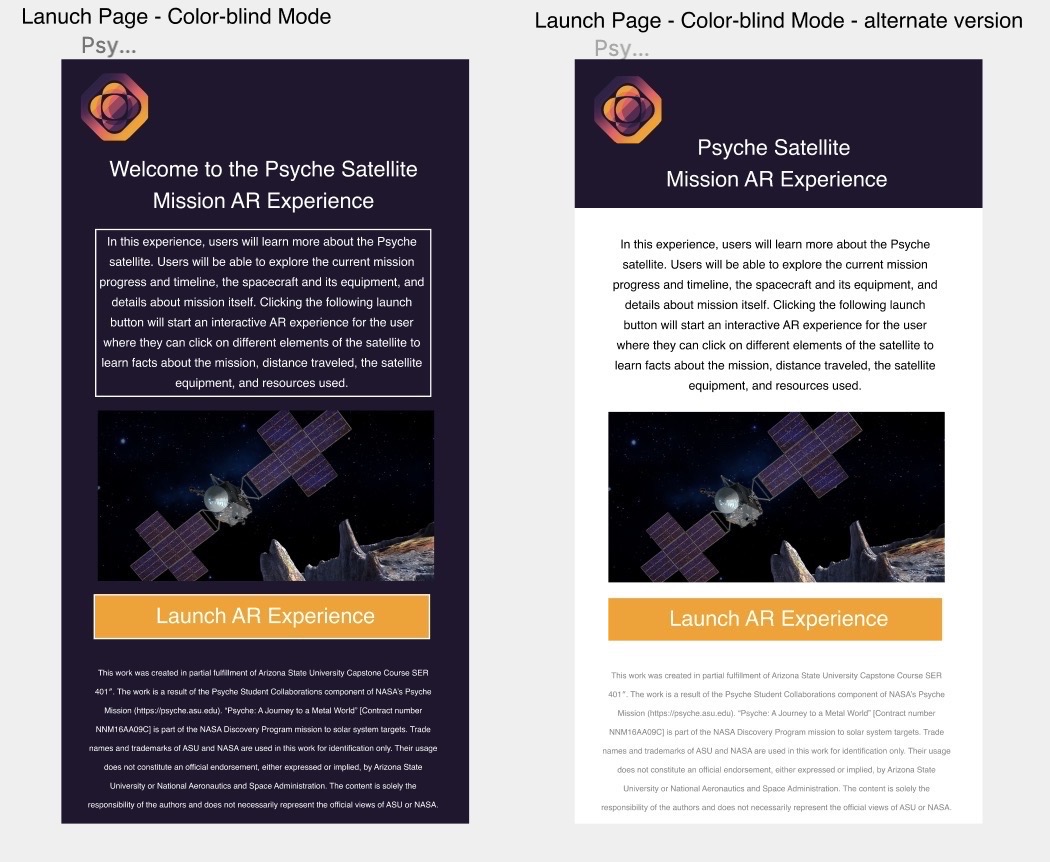 Lanuch Page - Color-blind Mode
Psy...
Welcome to the Psyche Satellite
Mission AR Experience
In this experience, users will learn more about the Psyche
satellite. Users will be able to explore the current mission
progress and timeline, the spacecraft and its equipment, and
details about mission itself. Clicking the following launch
button will start an interactive AR experience for the user
where they can click on different elements of the satellite to
learn facts about the mission, distance traveled, the satellite
equipment, and resources used.
Launch AR Experience
This work was created in partial fulfillment of Arizona State University Capstone Course SER
401″. The work is a result of the Psyche Student Collaborations component of NASA's Psyche
Mission (https://psyche.asu.edu). “Psyche: A Journey to a Metal World” [Contract number
NNM16AA09C] is part of the NASA Discovery Program mission to solar system targets. Trade
names and trademarks of ASU and NASA are used in this work for identification only. Their usage
does not constitute an official endorsement, either expressed or implied, by Arizona State
University or National Aeronautics and Space Administration. The content is solely the
responsibility of the authors and does not necessarily represent the official views of ASU or NASA.
Launch Page - Color-blind Mode - alternate version
Psy...
Psyche Satellite
Mission AR Experience
In this experience, users will learn more about the Psyche
satellite. Users will be able to explore the current mission
progress and timeline, the spacecraft and its equipment, and
details about mission itself. Clicking the following launch
button will start an interactive AR experience for the user
where they can click on different elements of the satellite to
learn facts about the mission, distance traveled, the satellite
equipment, and resources used.
Launch AR Experience
This work was created in partial fulfillment of Arizona State University Capstone Course SER
401″. The work is a result of the Psyche Student Collaborations component of NASA's Psyche
Mission (https://psyche.asu.edu). “Psyche: A Journey to a Metal World” [Contract number
NNM16AA09C] is part of the NASA Discovery Program mission to solar system targets. Trade
names and trademarks of ASU and NASA are used in this work for identification only. Their usage
does not constitute an official endorsement, either expressed or implied, by Arizona State
University or National Aeronautics and Space Administration. The content is solely the
responsibility of the authors and does not necessarily represent the official views of ASU or NASA.